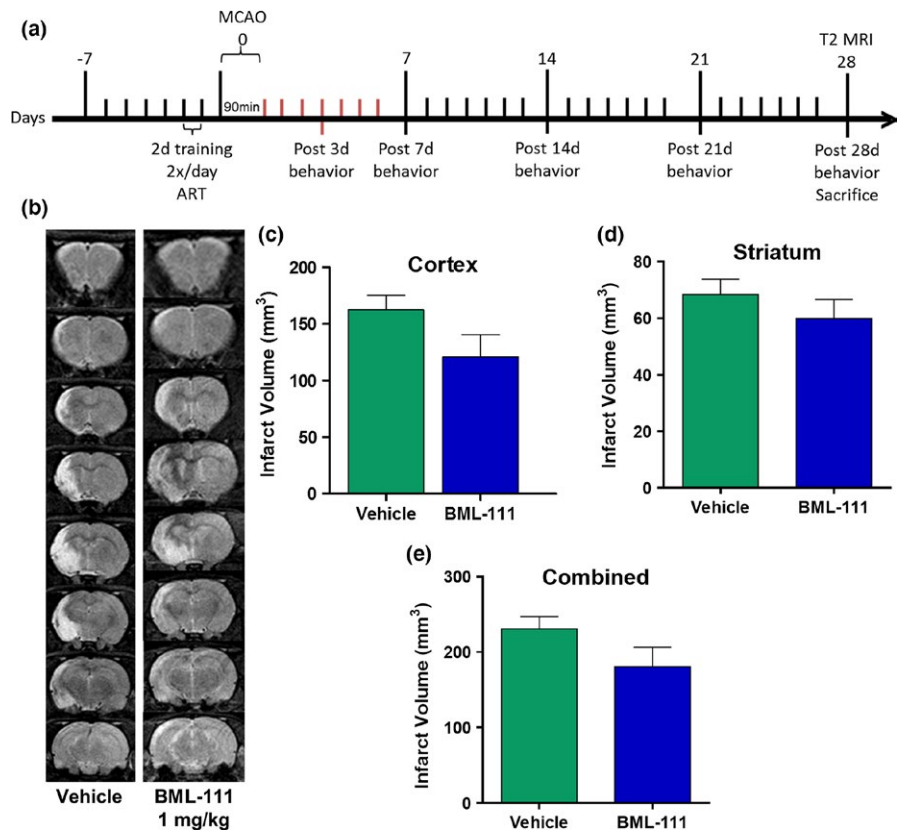 (a)
MCAO
0
T2 MRI
-7
7
14
21
28
90min
Days
2d training
2x/day
ART
Post 3d
behavior
Post 7d
behavior
Post 14d
behavior
Post 21d
behavior
Post 28d
behavior
Sacrifice
(b)
Vehicle
BML-111
1 mg/kg
(c)
Cortex
Infarct Volume (mm³)
200
150
100
50
0
Vehicle
BML-111
(d)
Striatum
Infarct Volume (mm³)
80
60
40
20
0
Vehicle
BML-111
(e)
Combined
Infarct Volume (mm³)
300
200
100
0
Vehicle
BML-111